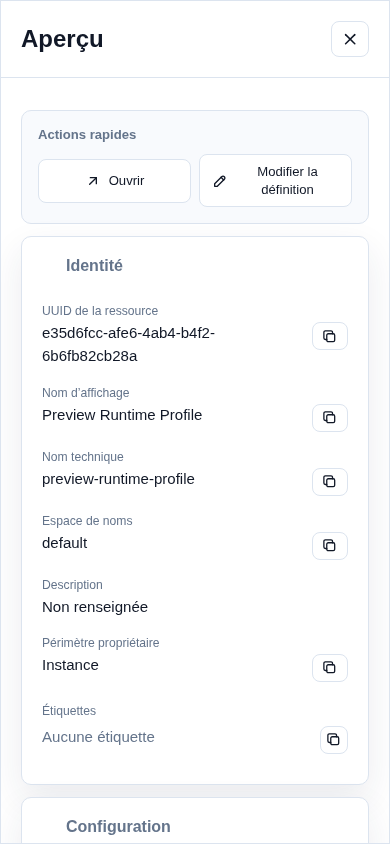 Aperçu
Actions rapides
Ouvrir
Modifier la
définition
Identité
UUID de la ressource
e35d6fcc-afe6-4ab4-b4f2-
6b6fb82cb28a
Nom d’affichage
Preview Runtime Profile
Nom technique
preview-runtime-profile
Espace de noms
default
Description
Non renseignée
Périmètre propriétaire
Instance
Étiquettes
Aucune étiquette
Configuration